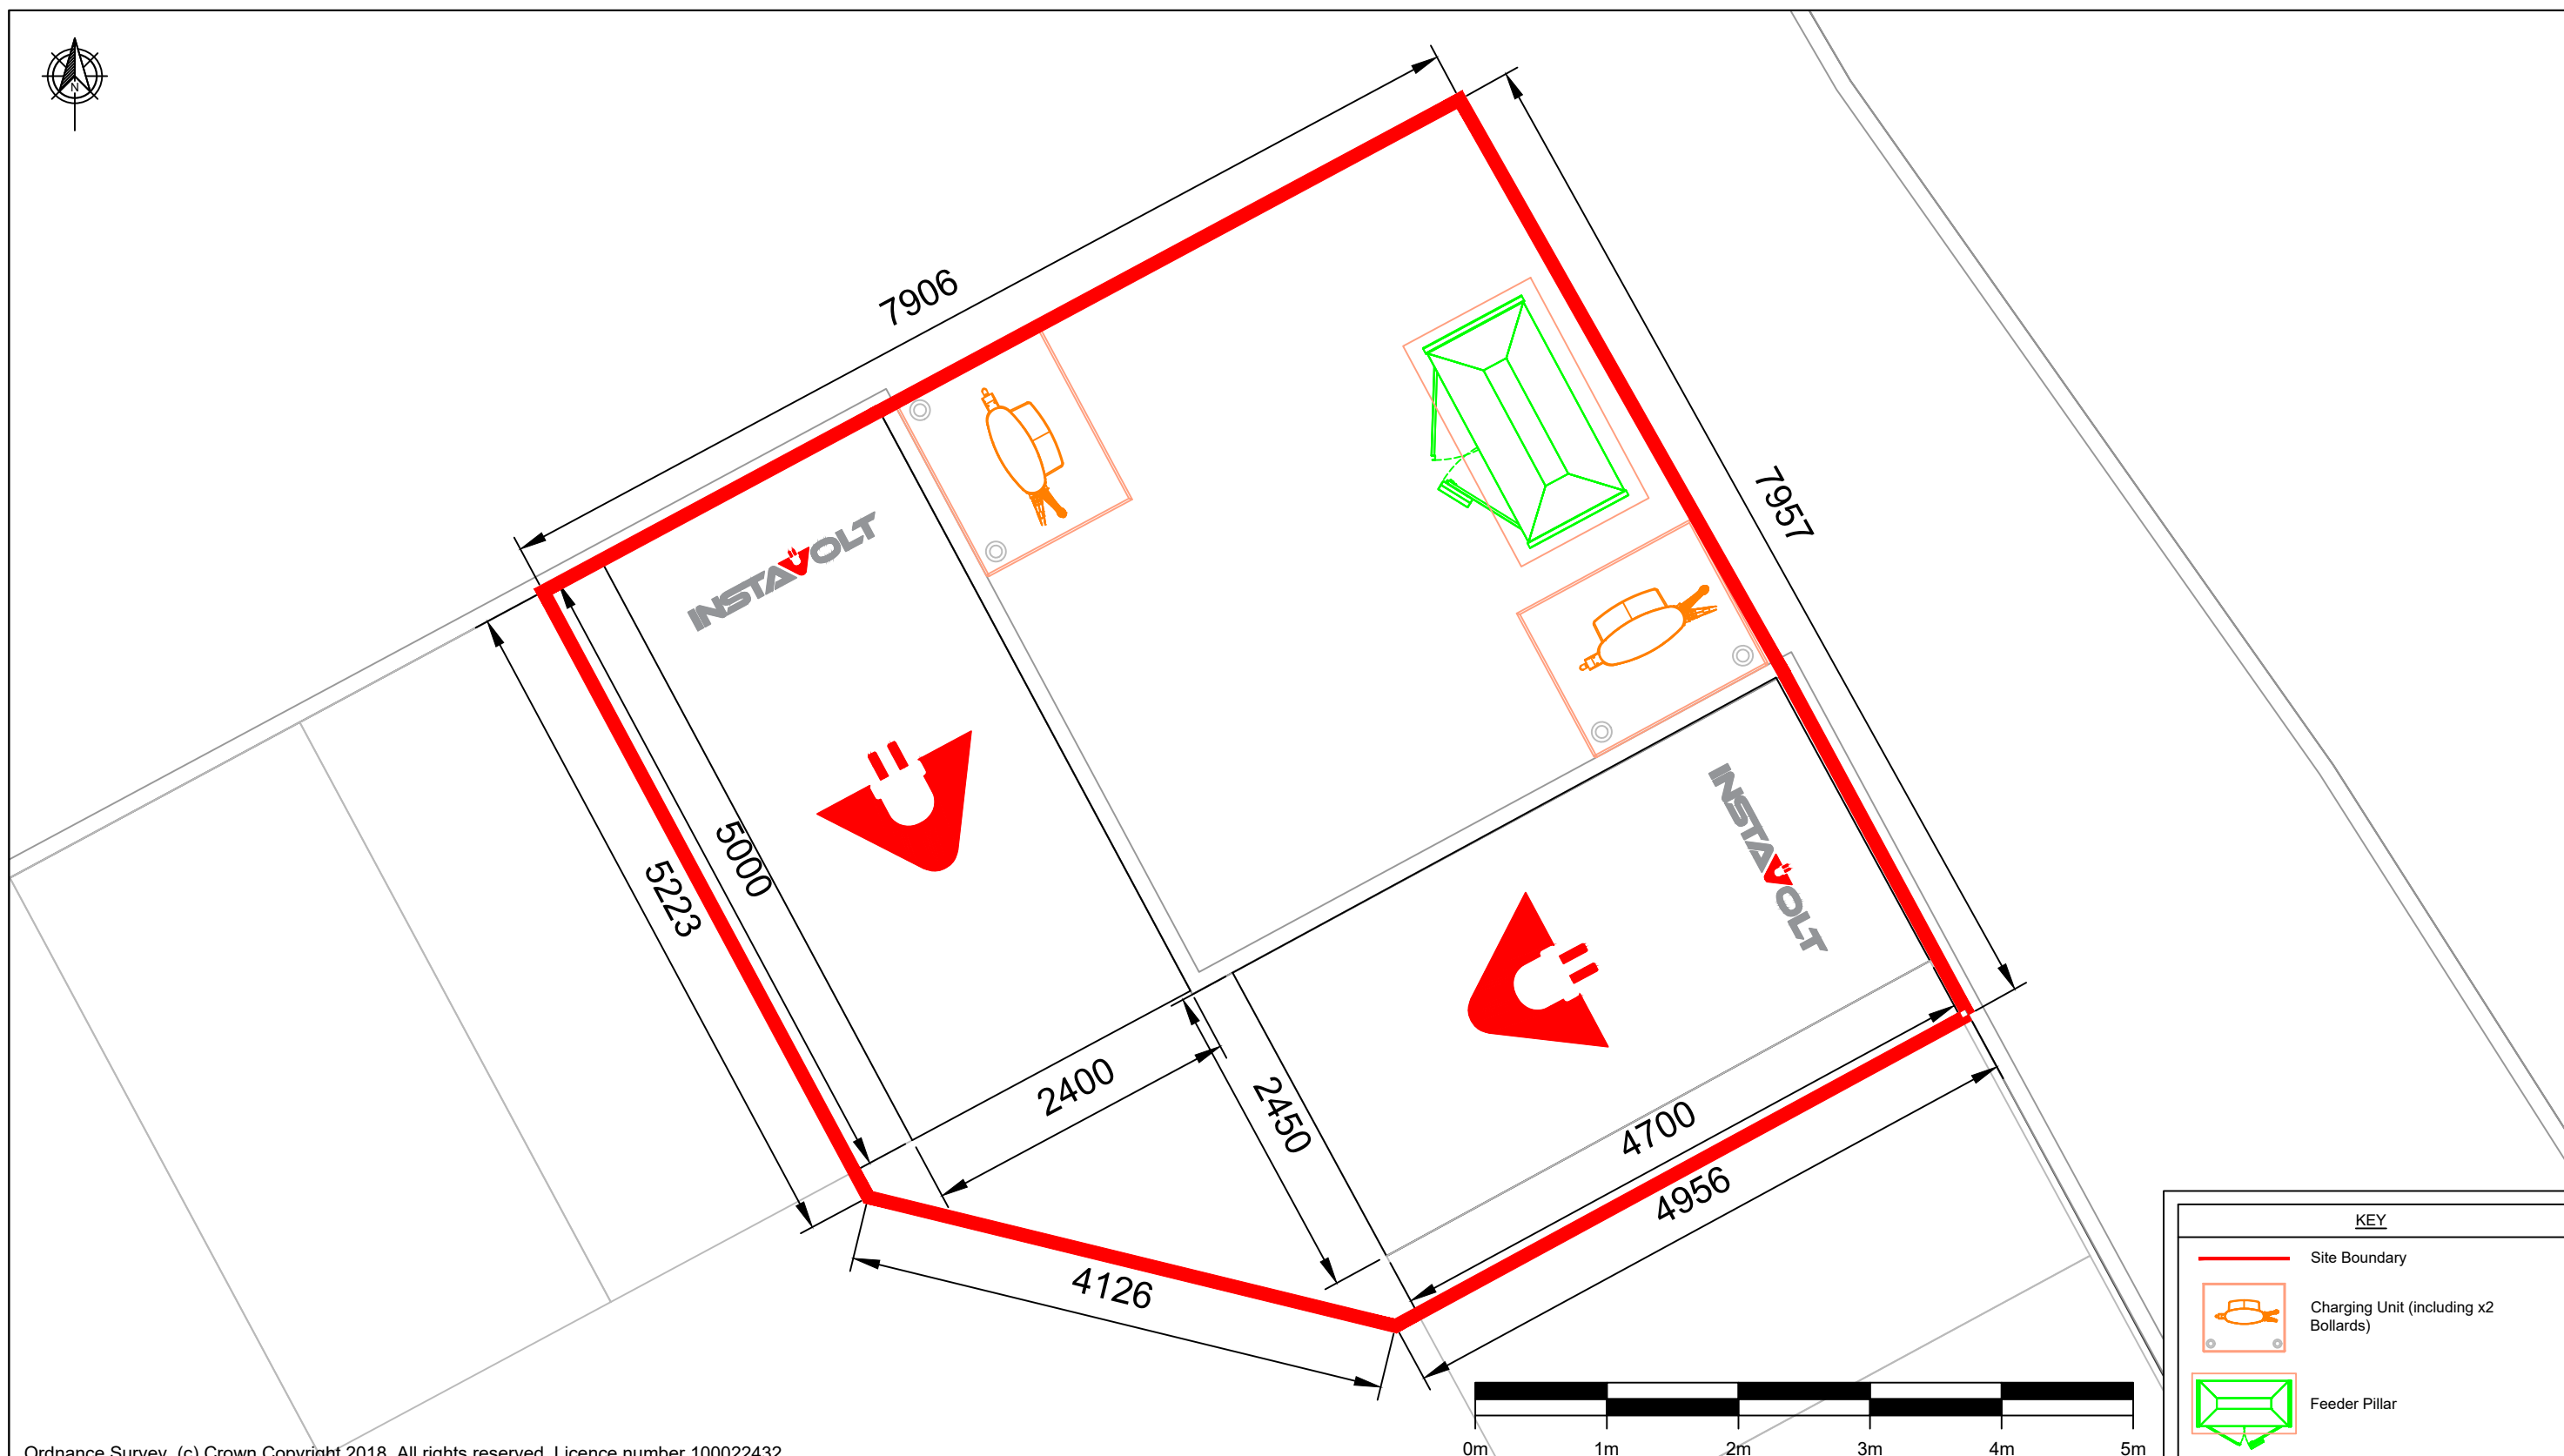 N
7906
7957
INSTAVOLT
5000
5223
INSTAVOLT
2400
2450
4700
4956
4126
KEY
Site Boundary
Charging Unit (including x2
Bollards)
Feeder Pillar
0m 1m 2m 3m 4m 5m
Ordnance Survey, (c) Crown Copyright 2018. All rights reserved. Licence number 100022432